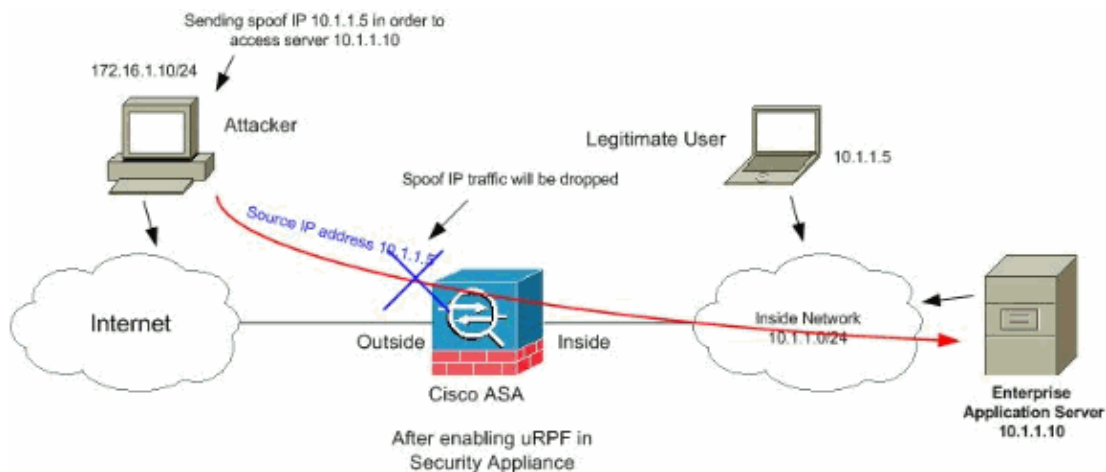 Sending spoof IP 10.1.1.5 in order to
access server 10.1.1.10
172.16.1.10/24
Attacker
Legitimate User
10.1.1.5
Spoof IP traffic will be dropped
Source IP address 10.1.1.5
Internet
Outside
Inside
Inside Network
10.1.1.0/24
Cisco ASA
After enabling uRPF in
Security Appliance
Enterprise
Application Server
10.1.1.10